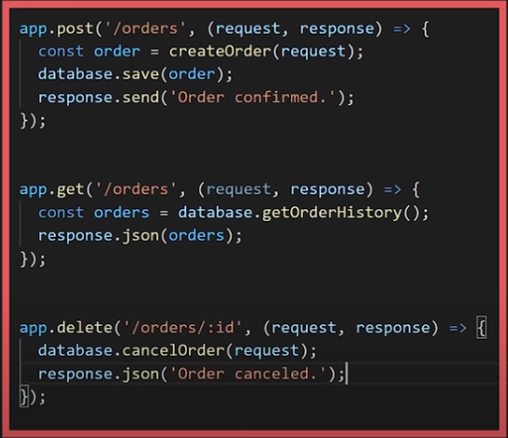 app.post('/orders', (request, response) => {
  const order = createOrder(request);
  database.save(order);
  response.send('Order confirmed.');
});

app.get('/orders', (request, response) => {
  const orders = database.getOrderHistory();
  response.json(orders);
});

app.delete('/orders/:id', (request, response) => {
  database.cancelOrder(request);
  response.json('Order canceled.');
});